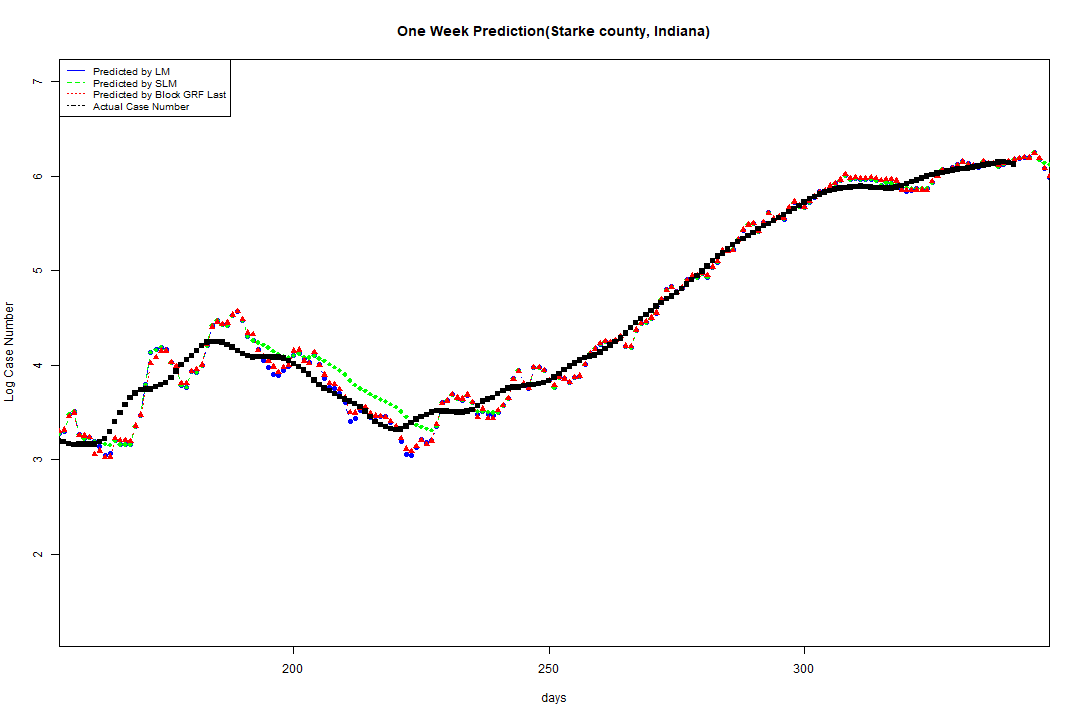 One Week Prediction(Starke county, Indiana)
Predicted by LM
Predicted by SLM
Predicted by Block GRF Last
Actual Case Number
Log Case Number
7
6
5
4
3
2
200 250 300
days